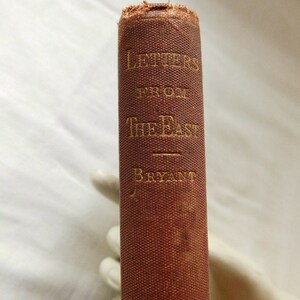 LETTERS
FROM
THE EAST
BRYANT